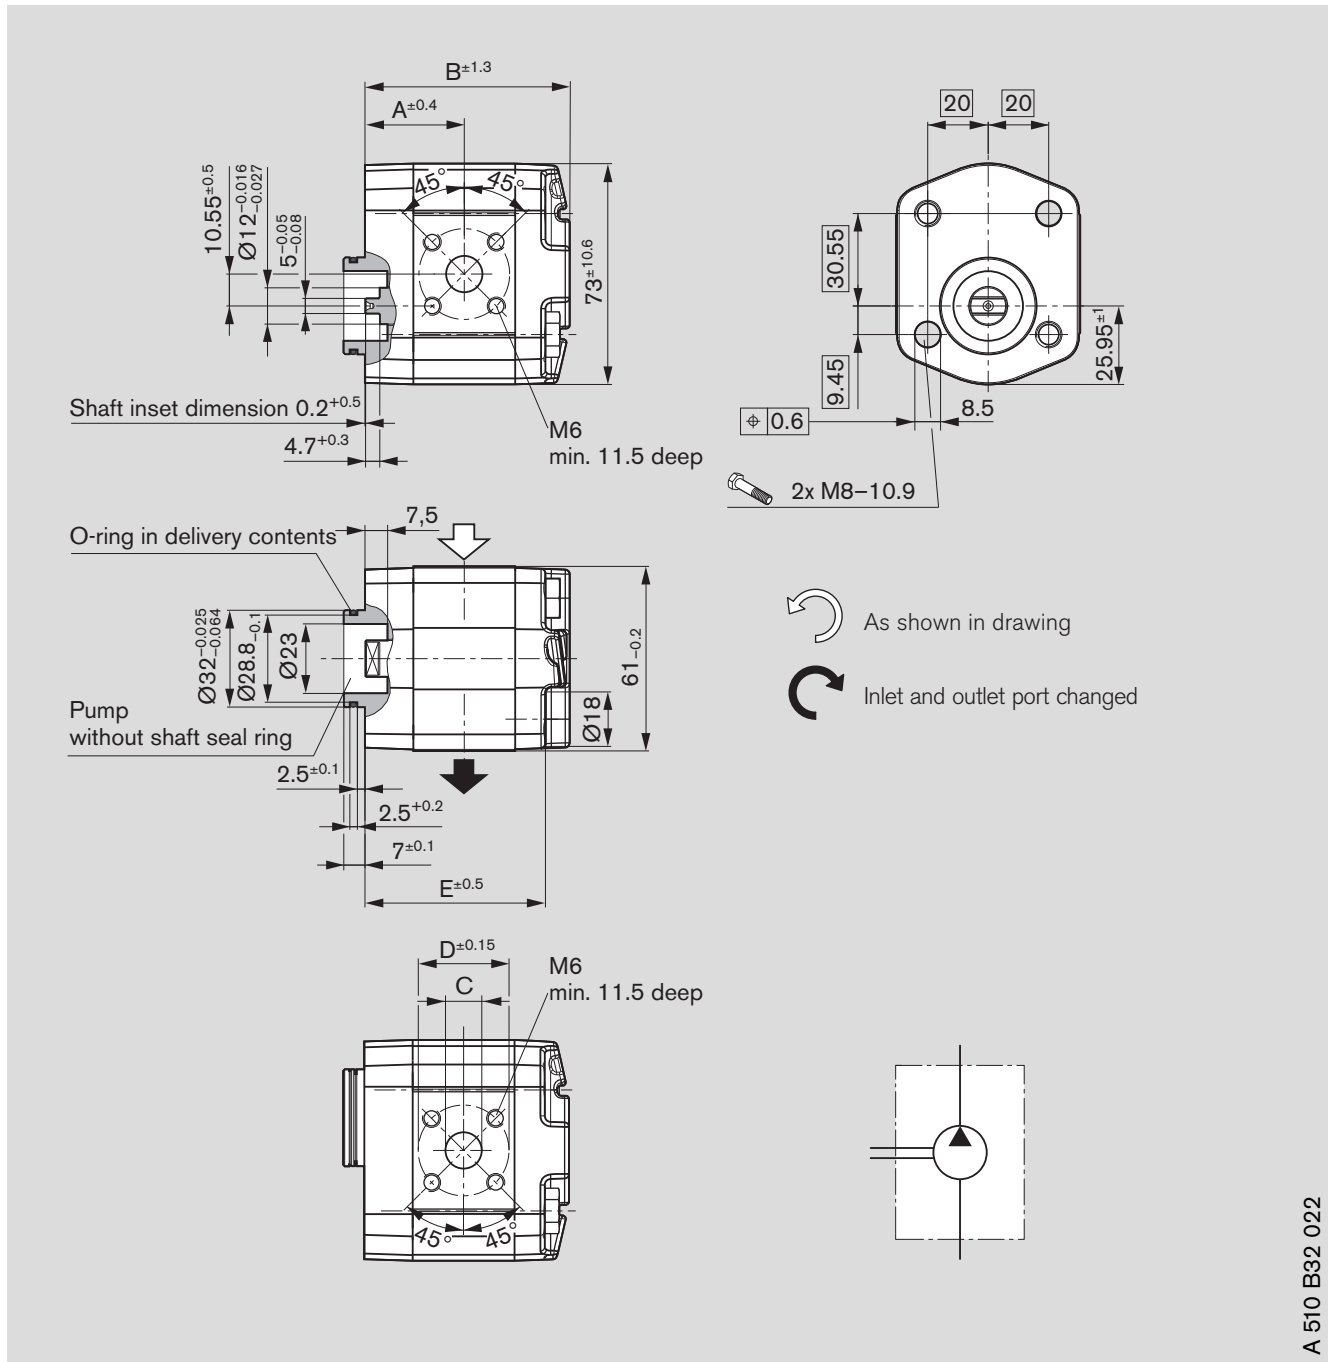 B±1.3
A±0.4
20
20
10.55±0.5
Ø12−0.016 −0.027
5−0.05 −0.08
45°
45°
73±10.6
30.55
9.45
25.95±1
Shaft inset dimension 0.2+0.5
4.7+0.3
M6
min. 11.5 deep
8.5
⌖ 0.6
2x M8–10.9
O-ring in delivery contents
7,5
Ø32−0.025 −0.064
Ø28.8−0.1
Ø23
61−0.2
Ø18
As shown in drawing
Inlet and outlet port changed
Pump
without shaft seal ring
2.5±0.1
2.5+0.2
7±0.1
E±0.5
D±0.15
C
M6
min. 11.5 deep
45°
45°
A 510 B32 022